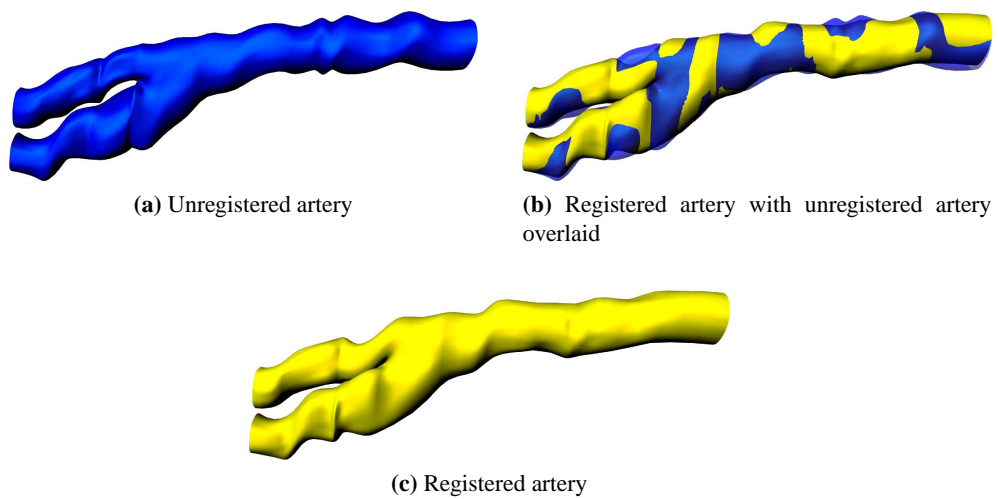 (a) Unregistered artery
(b) Registered artery with unregistered artery
overlaid
(c) Registered artery